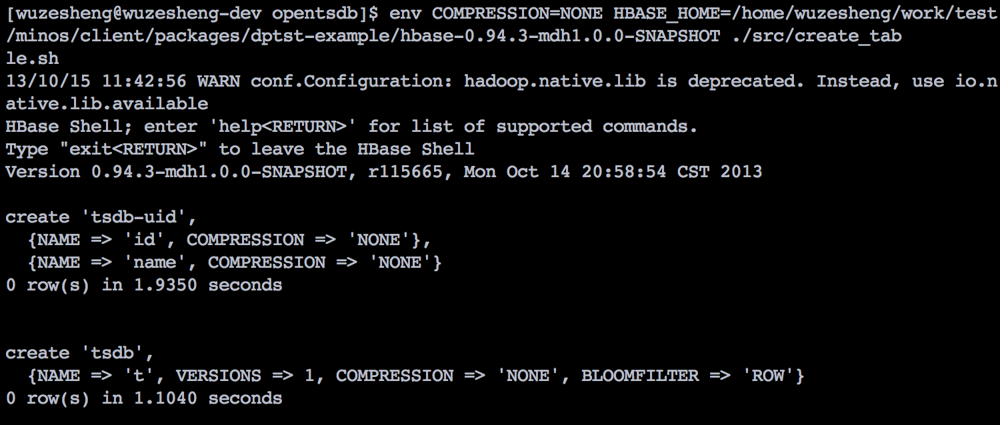 [wuzesheng@wuzesheng-dev opentsdb]$ env COMPRESSION=NONE HBASE_HOME=/home/wuzesheng/work/test
/minos/client/packages/dptst-example/hbase-0.94.3-mdh1.0.0-SNAPSHOT ./src/create_tab
le.sh
13/10/15 11:42:56 WARN conf.Configuration: hadoop.native.lib is deprecated. Instead, use io.n
ative.lib.available
HBase Shell; enter 'help<RETURN>' for list of supported commands.
Type "exit<RETURN>" to leave the HBase Shell
Version 0.94.3-mdh1.0.0-SNAPSHOT, r115665, Mon Oct 14 20:58:54 CST 2013

create 'tsdb-uid',
  {NAME => 'id', COMPRESSION => 'NONE'},
  {NAME => 'name', COMPRESSION => 'NONE'}
0 row(s) in 1.9350 seconds


create 'tsdb',
  {NAME => 't', VERSIONS => 1, COMPRESSION => 'NONE', BLOOMFILTER => 'ROW'}
0 row(s) in 1.1040 seconds